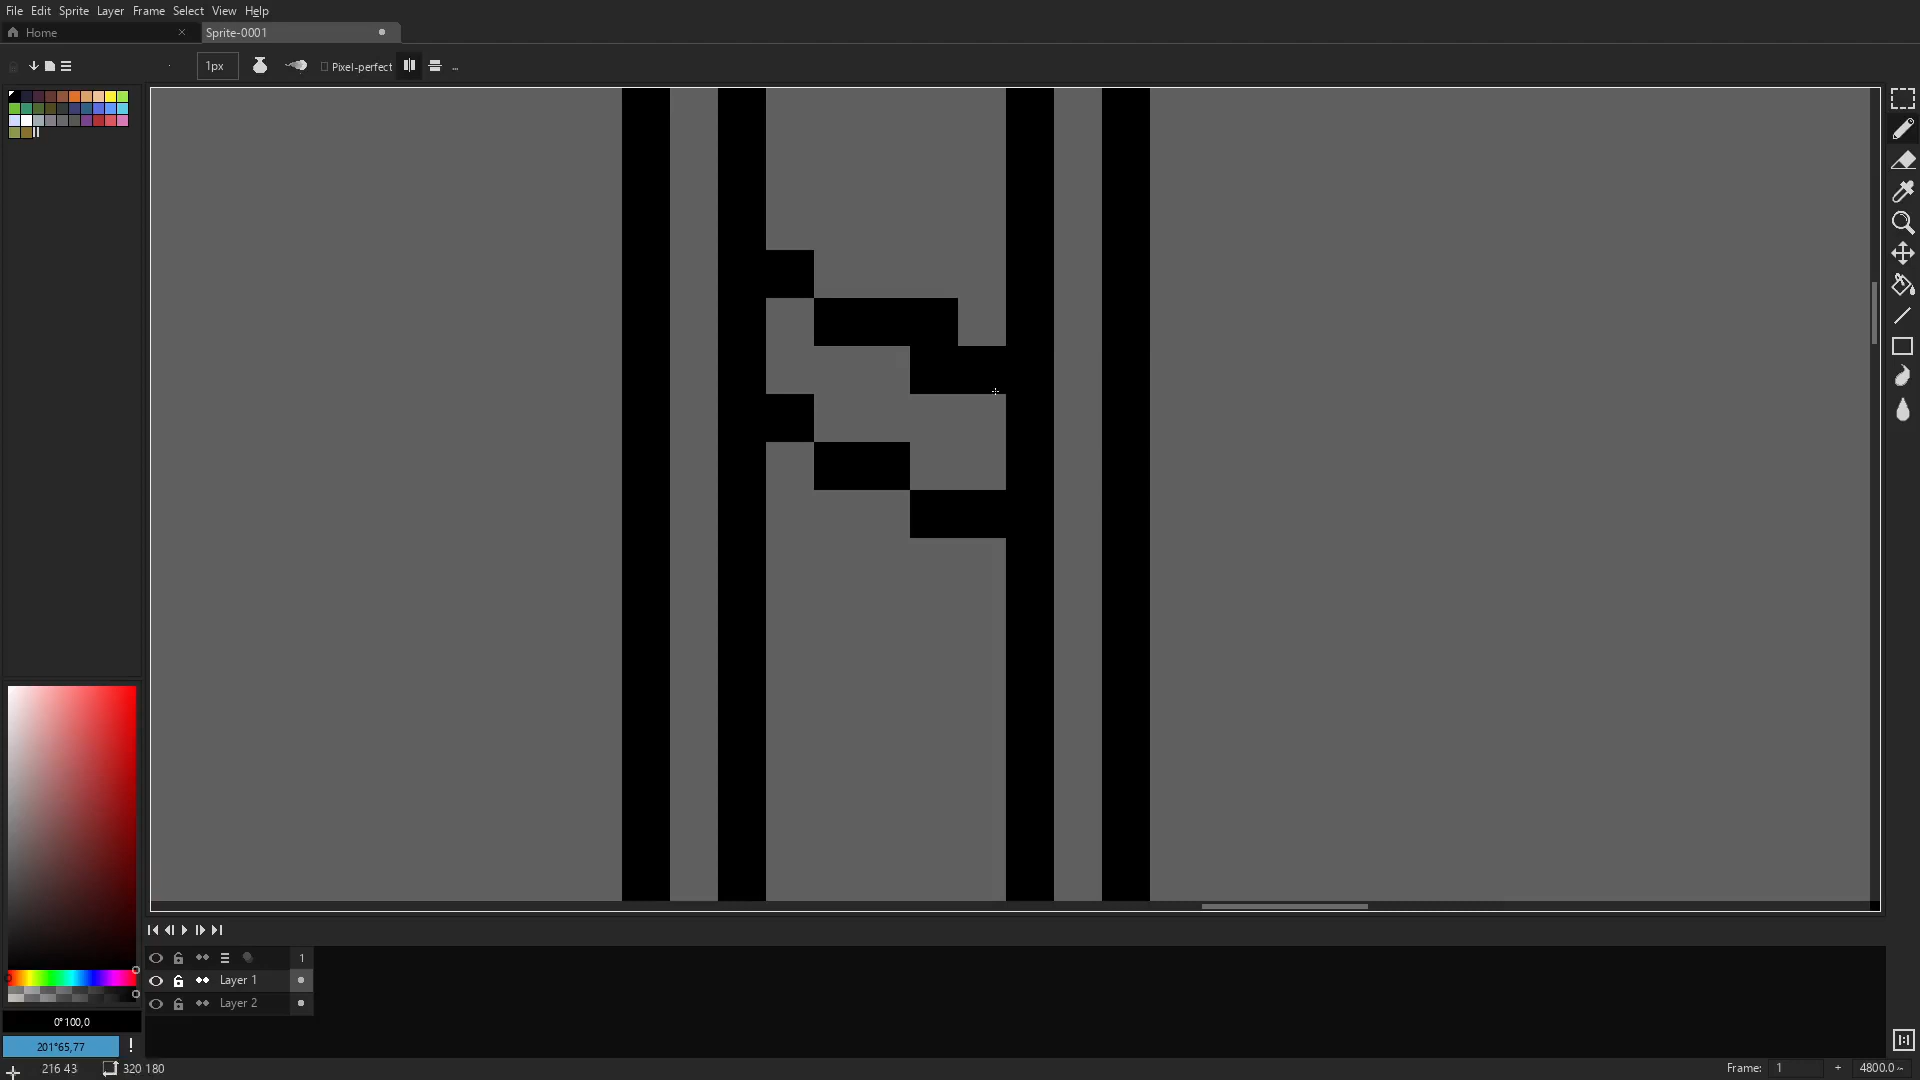 File Edit Sprite Layer Frame Select View Help
Home
Sprite-0001
1px
Pixel-perfect
...
1
Layer 1
Layer 2
0°100,0
201°65,77 !
216 43
320 180
Frame: 1 + 4800.0